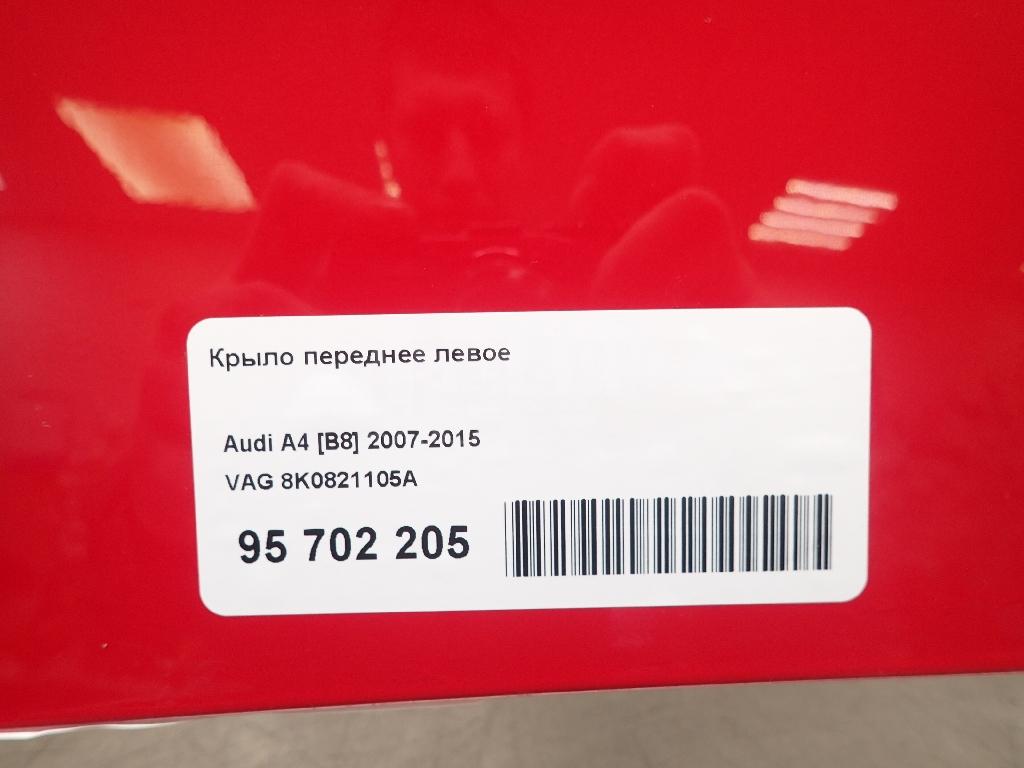 Крыло переднее левое
Audi A4 [B8] 2007-2015
VAG 8K0821105A
95 702 205